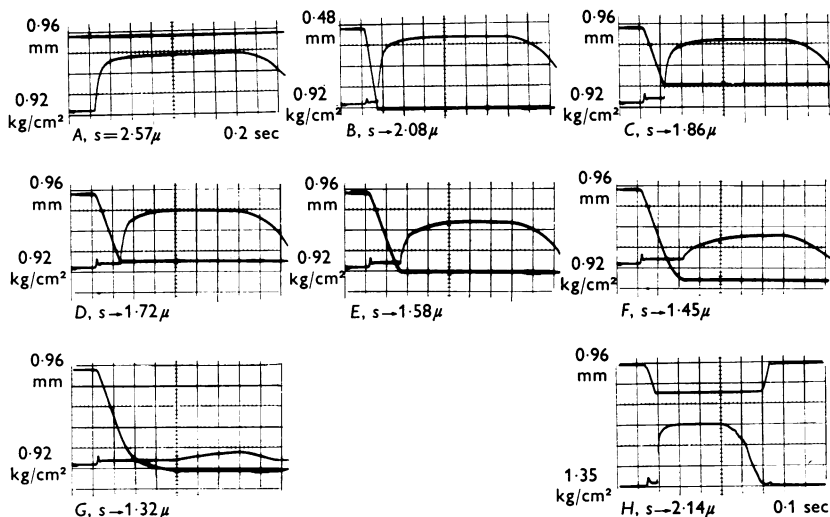 0·96
mm
0·92
kg/cm²
A, s=2·57μ 0·2 sec
0·48
mm
0·92
kg/cm²
B, s→2·08μ
0·96
mm
0·92
kg/cm²
C, s→1·86μ
0·96
mm
0·92
kg/cm²
D, s→1·72μ
0·96
mm
0·92
kg/cm²
E, s→1·58μ
0·96
mm
0·92
kg/cm²
F, s→1·45μ
0·96
mm
0·92
kg/cm²
G, s→1·32μ
0·96
mm
1·35
kg/cm²
H, s→2·14μ 0·1 sec